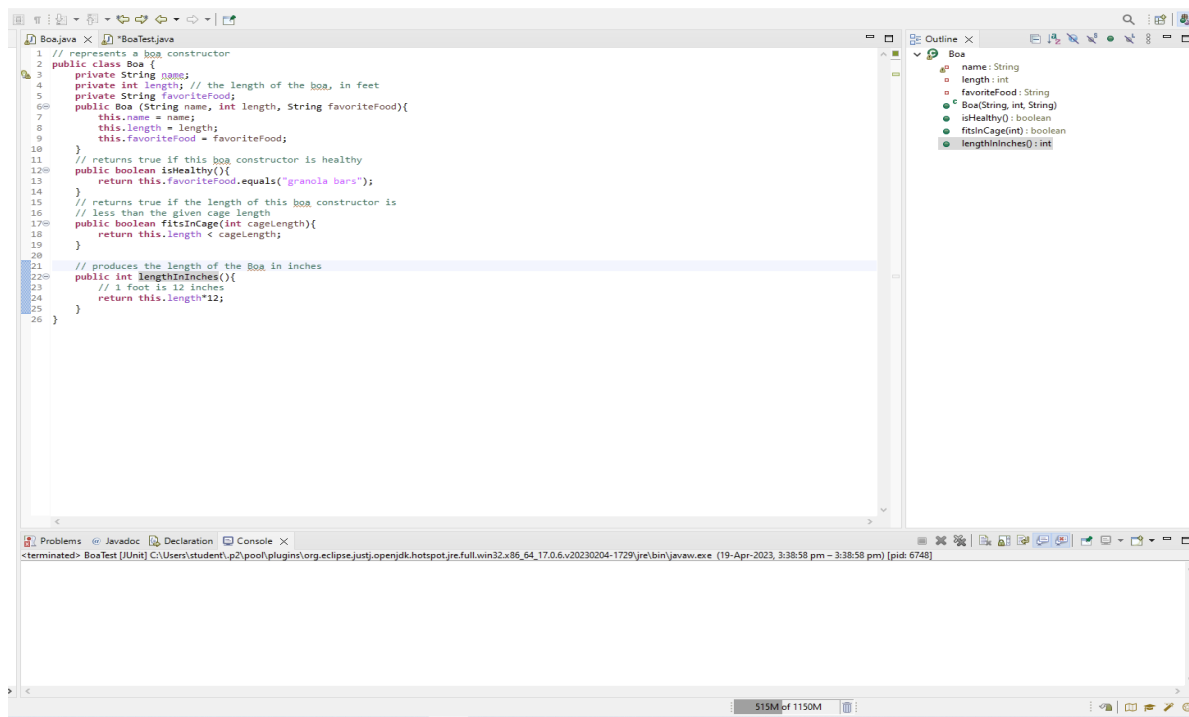 Boa.java
*BoaTest.java
1 // represents a boa constructor
2 public class Boa {
3 private String name;
4 private int length; // the length of the boa, in feet
5 private String favoriteFood;
6 public Boa (String name, int length, String favoriteFood){
7 this.name = name;
8 this.length = length;
9 this.favoriteFood = favoriteFood;
10 }
11 // returns true if this boa constructor is healthy
12 public boolean isHealthy(){
13 return this.favoriteFood.equals("granola bars");
14 }
15 // returns true if the length of this boa constructor is
16 // less than the given cage length
17 public boolean fitsInCage(int cageLength){
18 return this.length < cageLength;
19 }
20
21 // produces the length of the Boa in inches
22 public int lengthInInches(){
23 // 1 foot is 12 inches
24 return this.length*12;
25 }
26 }
Outline
Boa
name : String
length : int
favoriteFood : String
Boa(String, int, String)
isHealthy() : boolean
fitsInCage(int) : boolean
lengthInInches() : int
Problems Javadoc Declaration Console
<terminated> BoaTest [JUnit] C:\Users\student\.p2\pool\plugins\org.eclipse.justj.openjdk.hotspot.jre.full.win32.x86_64_17.0.6.v20230204-1729\jre\bin\javaw.exe (19-Apr-2023, 3:38:58 pm – 3:38:58 pm) [pid: 6748]
515M of 1150M